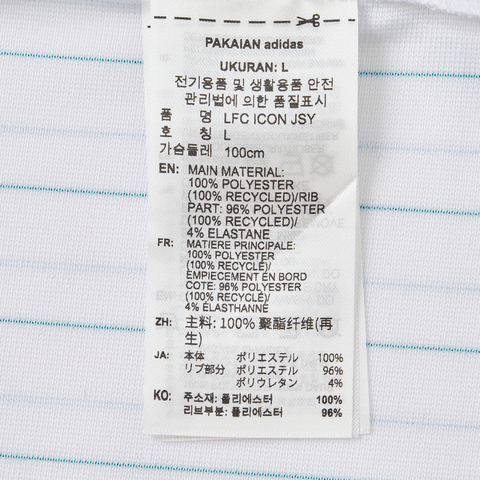 PAKAIAN adidas
UKURAN: L
전기용품 및 생활용품 안전
관리법에 의한 품질표시
품 명 LFC ICON JSY
호 칭 L
가슴둘레 100cm
EN: MAIN MATERIAL:
100% POLYESTER
(100% RECYCLED)/RIB
PART: 96% POLYESTER
(100% RECYCLED)/
4% ELASTANE
FR: MATIERE PRINCIPALE:
100% POLYESTER
(100% RECYCLÉ)/
EMPIECEMENT EN BORD
COTE: 96% POLYESTER
(100% RECYCLÉ)/
4% ÉLASTHANNE
ZH: 主料: 100% 聚酯纤维(再
生)
JA: 本体 ポリエステル 100%
リブ部分 ポリエステル 96%
ポリウレタン 4%
KO: 주소재: 폴리에스터 100%
리브부분: 폴리에스터 96%